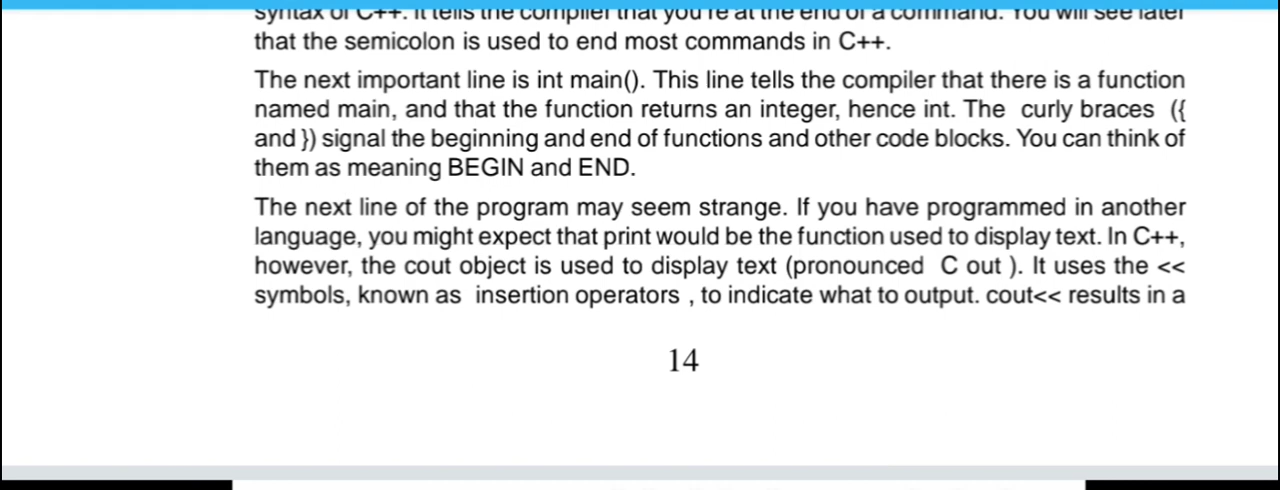 syntax of C++. It tells the compiler that you're at the end of a command. You will see later
that the semicolon is used to end most commands in C++.
The next important line is int main(). This line tells the compiler that there is a function
named main, and that the function returns an integer, hence int. The curly braces ({
and }) signal the beginning and end of functions and other code blocks. You can think of
them as meaning BEGIN and END.
The next line of the program may seem strange. If you have programmed in another
language, you might expect that print would be the function used to display text. In C++,
however, the cout object is used to display text (pronounced C out ). It uses the <<
symbols, known as insertion operators , to indicate what to output. cout<< results in a
14